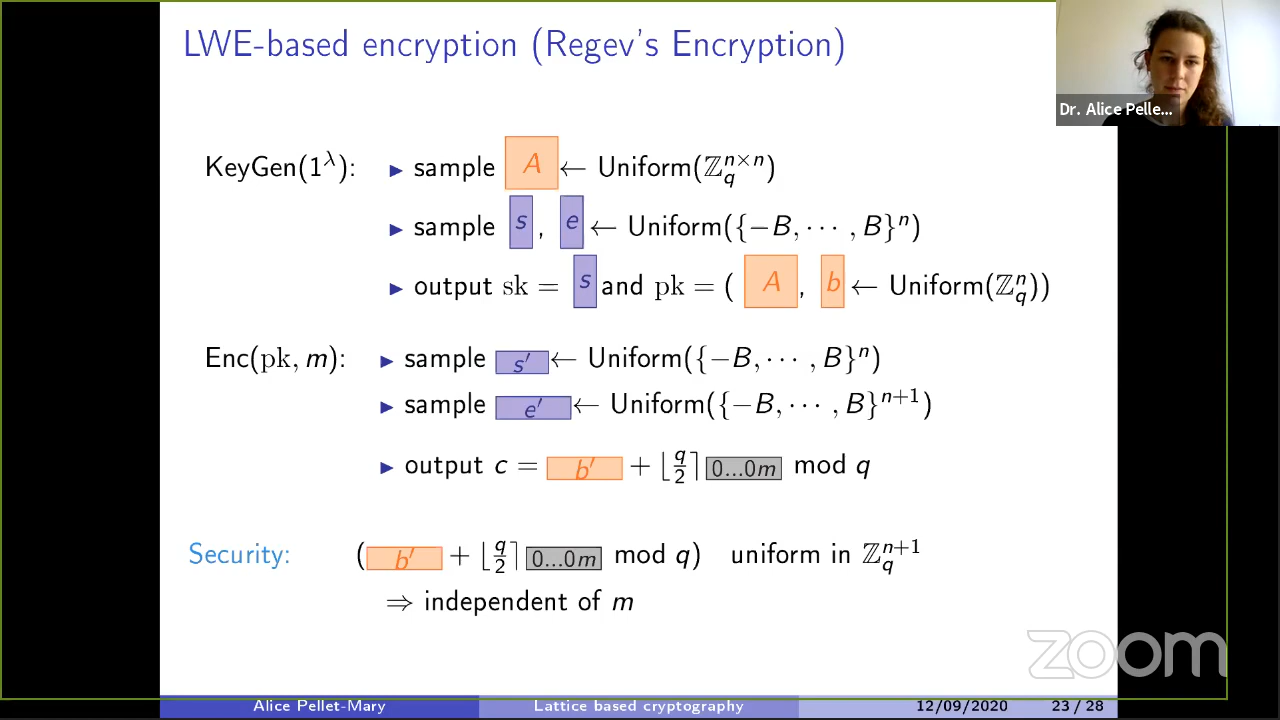 LWE-based encryption (Regev's Encryption)
Dr. Alice Pelle...
KeyGen(1^λ): ▶ sample A ← Uniform(ℤ_q^{n×n})
▶ sample s, e ← Uniform({−B, ⋯ , B}^n)
▶ output sk = s and pk = ( A , b ← Uniform(ℤ_q^n))
Enc(pk, m): ▶ sample s′ ← Uniform({−B, ⋯ , B}^n)
▶ sample e′ ← Uniform({−B, ⋯ , B}^{n+1})
▶ output c = b′ + ⌊q/2⌉ 0...0m mod q
Security: (b′ + ⌊q/2⌉ 0...0m mod q) uniform in ℤ_q^{n+1}
⇒ independent of m
zoom
Alice Pellet-Mary Lattice based cryptography 12/09/2020 23 / 28